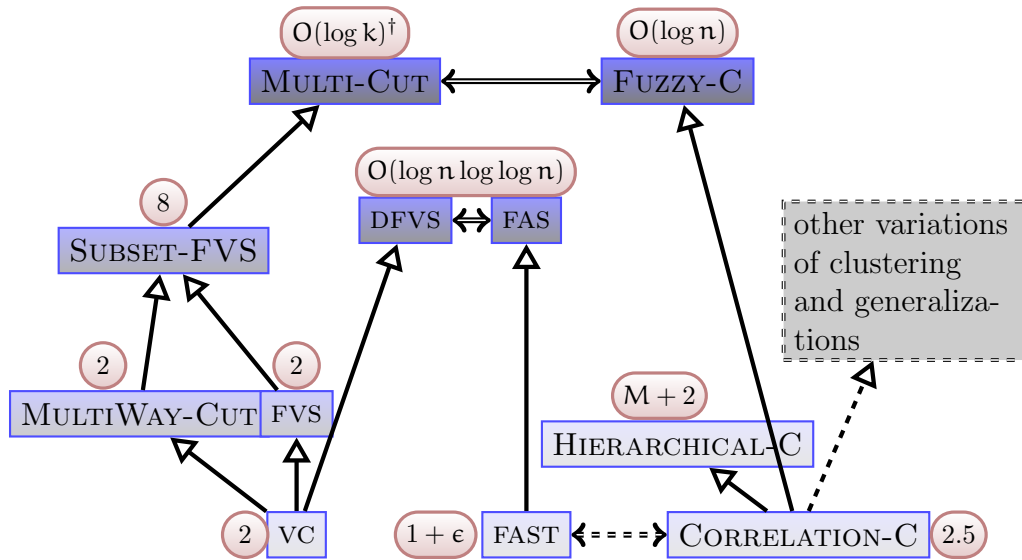 O(log k)†
O(log n)
MULTI-CUT
FUZZY-C
O(log n log log n)
8
DFVS
FAS
SUBSET-FVS
other variations
of clustering
and generaliza-
tions
2
2
M + 2
MULTIWAY-CUT
FVS
HIERARCHICAL-C
2
VC
1 + ϵ
FAST
CORRELATION-C
2.5